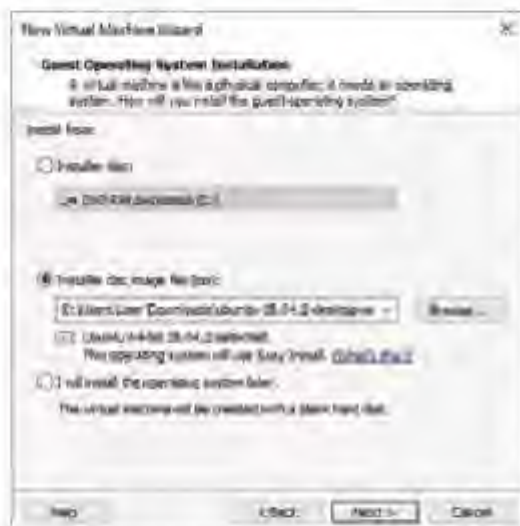 New Virtual Machine Wizard
Guest Operating System Installation
A virtual machine is like a physical computer; it needs an operating
system. How will you install the guest operating system?
Install from:
Installer disc:
Installer disc image file (iso):
Browse...
This operating system will use Easy Install. (What's this?)
I will install the operating system later.
The virtual machine will be created with a blank hard disk.
Help
< Back
Next >
Cancel